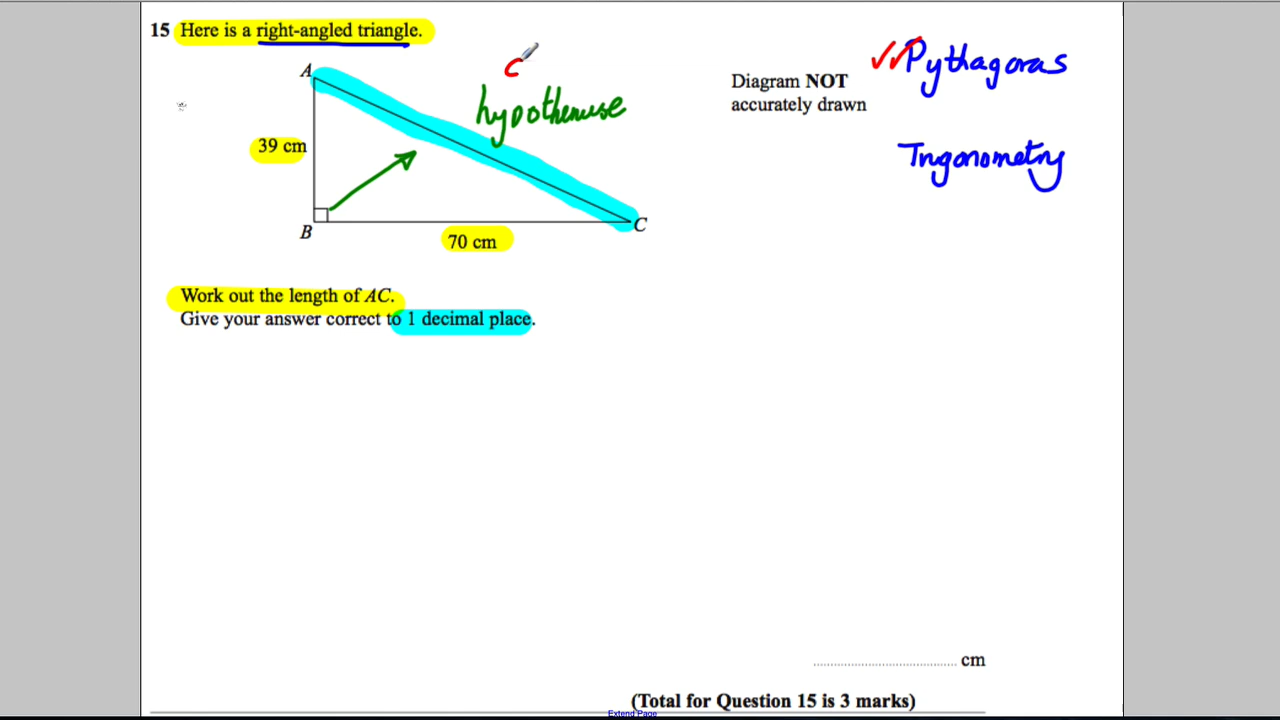 15 Here is a right-angled triangle.
c
Pythagoras
A
Diagram NOT
accurately drawn
hypothenuse
39 cm
Trigonometry
B
70 cm
C
Work out the length of AC.
Give your answer correct to 1 decimal place.
cm
(Total for Question 15 is 3 marks)
Extend Page